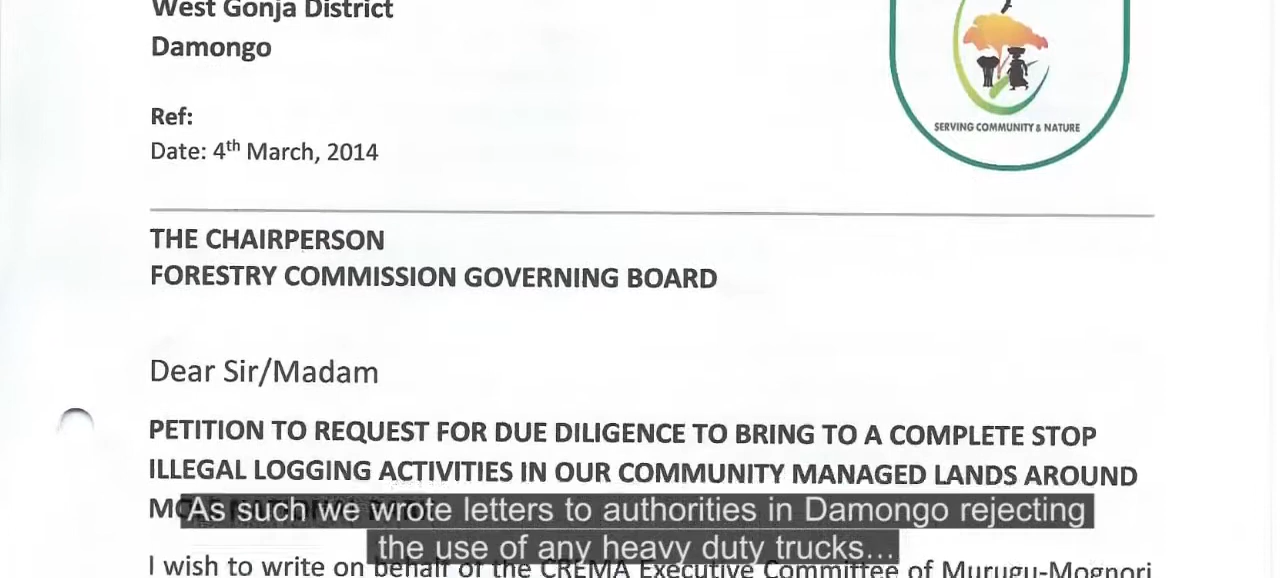 West Gonja District
Damongo
Ref:
Date: 4th March, 2014
SERVING COMMUNITY & NATURE
THE CHAIRPERSON
FORESTRY COMMISSION GOVERNING BOARD
Dear Sir/Madam
PETITION TO REQUEST FOR DUE DILIGENCE TO BRING TO A COMPLETE STOP
ILLEGAL LOGGING ACTIVITIES IN OUR COMMUNITY MANAGED LANDS AROUND
As such we wrote letters to authorities in Damongo rejecting
the use of any heavy duty trucks...
I wish to write on behalf of the CREMA Executive Committee of Murugu-Mognori